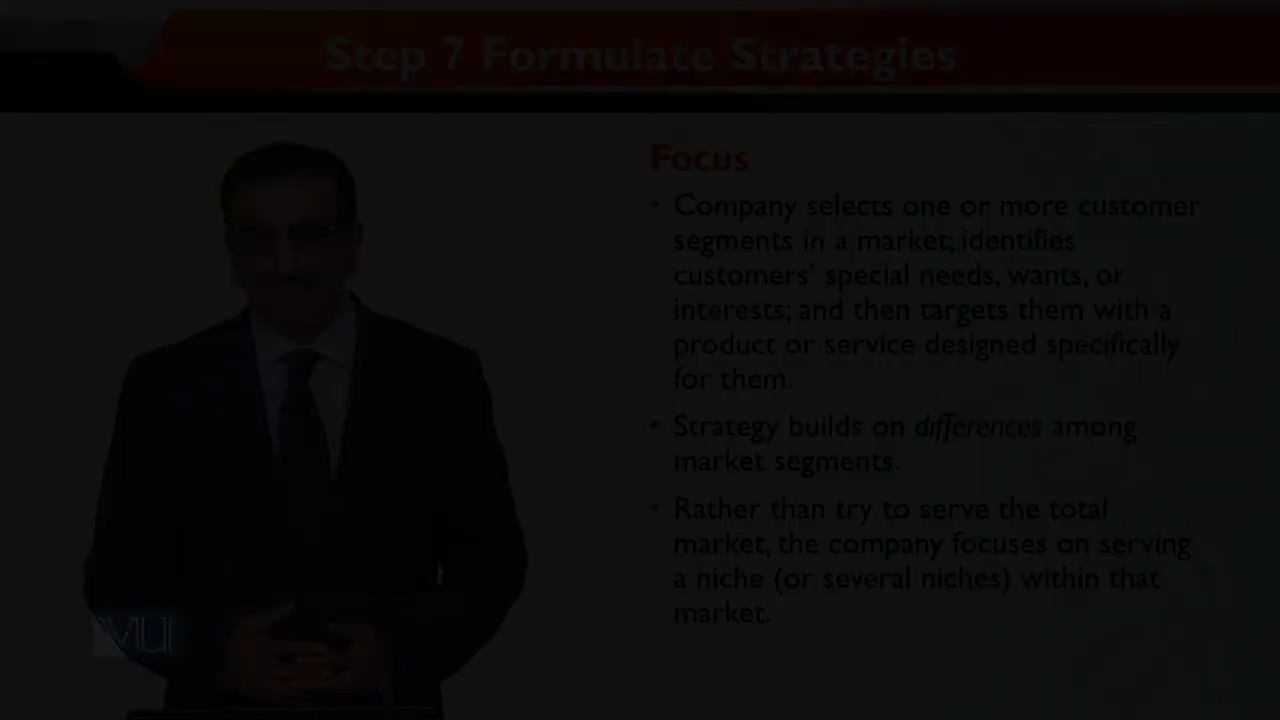 Step 7 Formulate Strategies
Focus
• Company selects one or more customer
segments in a market; identifies
customers' special needs, wants, or
interests; and then targets them with a
product or service designed specifically
for them.
• Strategy builds on differences among
market segments.
• Rather than try to serve the total
market, the company focuses on serving
a niche (or several niches) within that
market.
VU